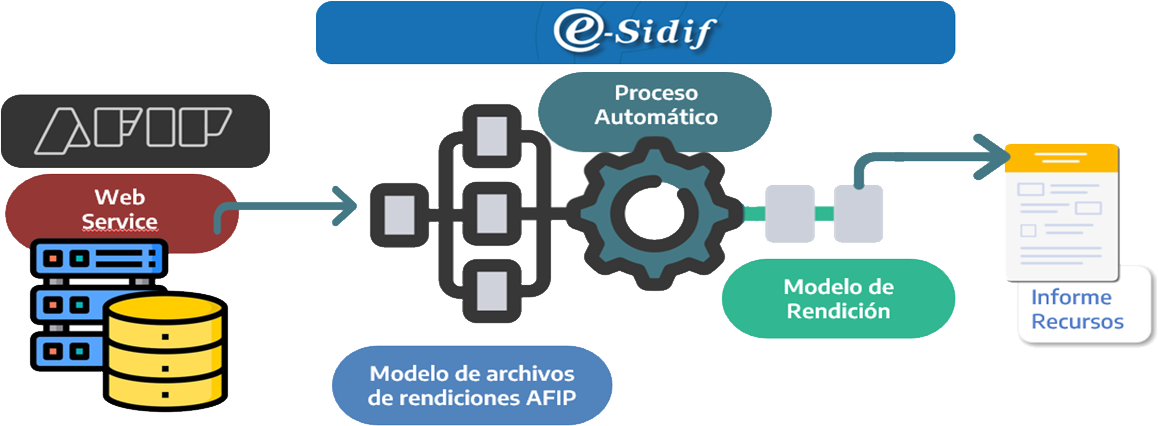 e-Sidif
AFIP
Web
Service
Proceso
Automático
Modelo de archivos
de rendiciones AFIP
Modelo de
Rendición
Informe
Recursos